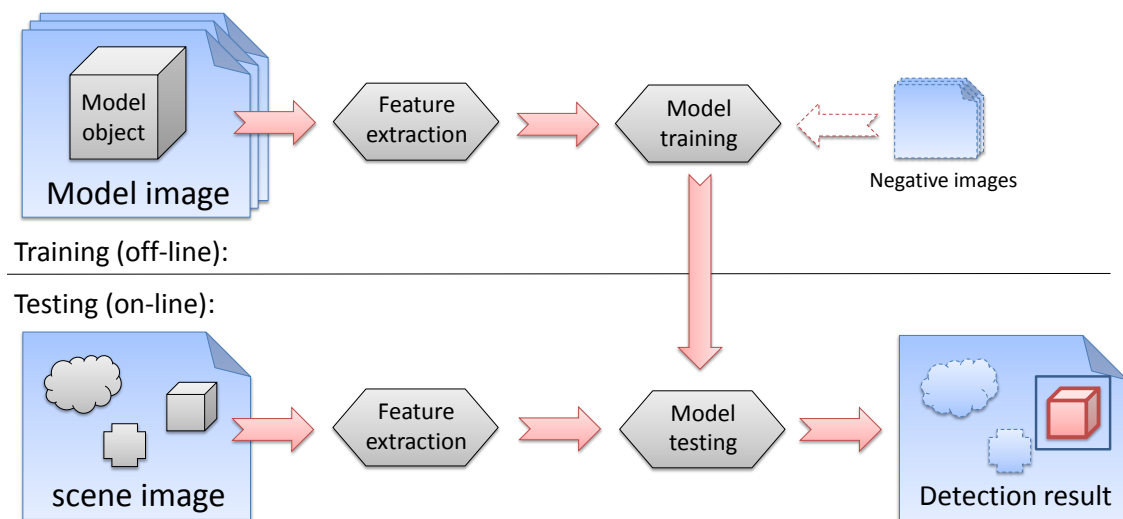 Model
object
Model image
Feature
extraction
Model
training
Negative images
Training (off-line):
Testing (on-line):
scene image
Feature
extraction
Model
testing
Detection result